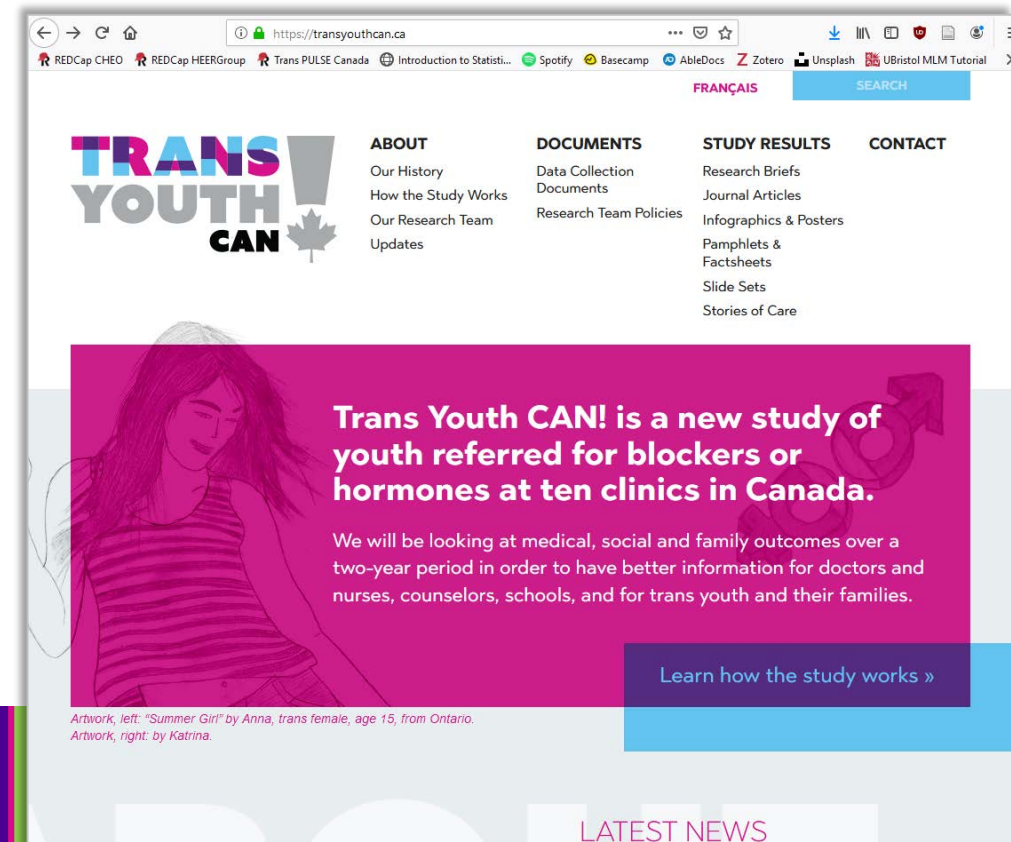 https://transyouthcan.ca
REDCap CHEO REDCap HEERGroup Trans PULSE Canada Introduction to Statisti... Spotify Basecamp AbleDocs Zotero Unsplash UBristol MLM Tutorial
FRANÇAIS SEARCH
TRANS
YOUTH
CAN!
ABOUT
Our History
How the Study Works
Our Research Team
Updates
DOCUMENTS
Data Collection
Documents
Research Team Policies
STUDY RESULTS
Research Briefs
Journal Articles
Infographics & Posters
Pamphlets &
Factsheets
Slide Sets
Stories of Care
CONTACT
Trans Youth CAN! is a new study of
youth referred for blockers or
hormones at ten clinics in Canada.
We will be looking at medical, social and family outcomes over a
two-year period in order to have better information for doctors and
nurses, counselors, schools, and for trans youth and their families.
Learn how the study works »
Artwork, left: "Summer Girl" by Anna, trans female, age 15, from Ontario.
Artwork, right: by Katrina.
ABOUT
LATEST NEWS